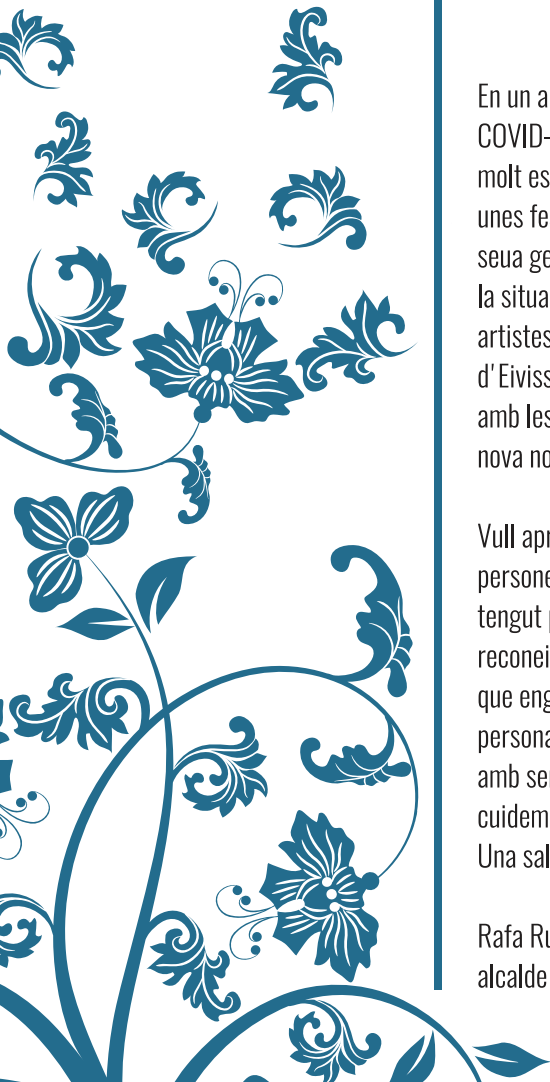 En un a
COVID-
molt es
unes fe
seua ge
la situa
artistes
d'Eiviss
amb les
nova no
Vull apr
persone
tengut p
reconei
que eng
persona
amb se
cuidem
Una sal
Rafa Ru
alcalde